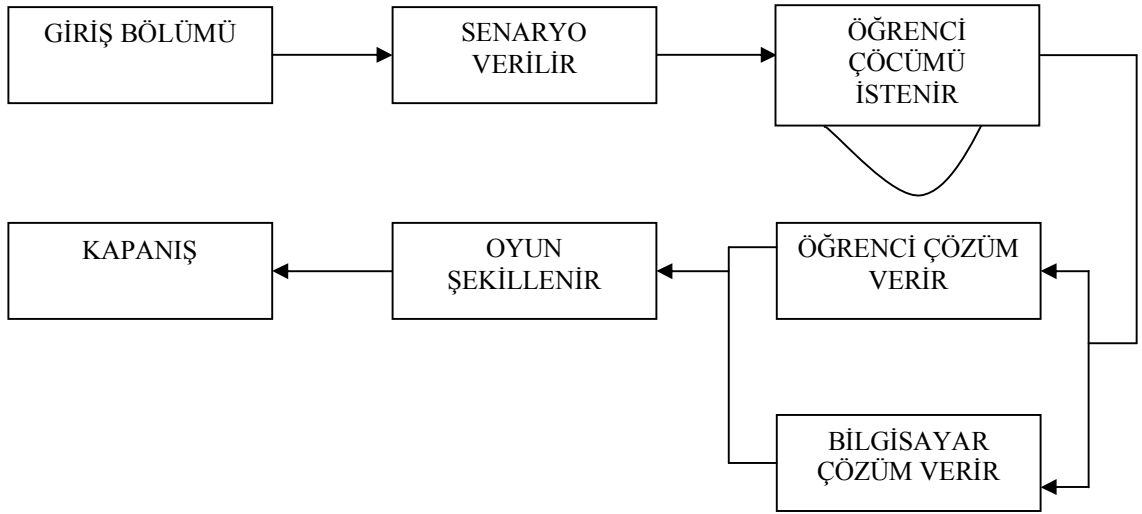 GİRİŞ BÖLÜMÜ
SENARYO
VERİLİR
ÖĞRENCİ
ÇÖCÜMÜ
İSTENİR
KAPANIŞ
OYUN
ŞEKİLLENİR
ÖĞRENCİ ÇÖZÜM
VERİR
BİLGİSAYAR
ÇÖZÜM VERİR